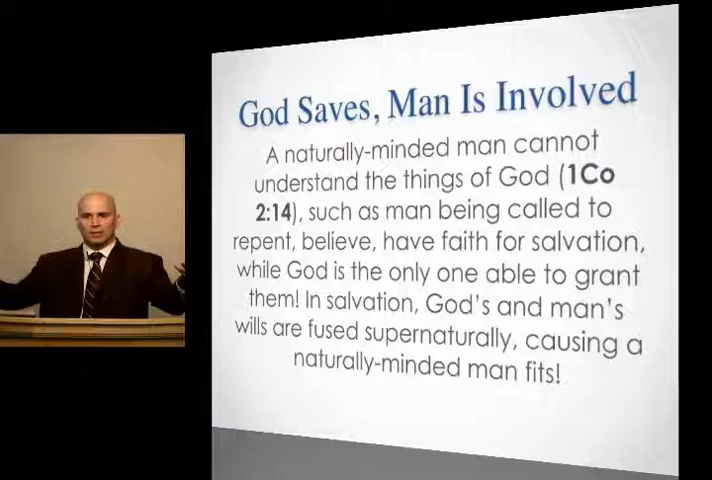 God Saves, Man Is Involved
A naturally-minded man cannot
understand the things of God (1Co
2:14), such as man being called to
repent, believe, have faith for salvation,
while God is the only one able to grant
them! In salvation, God's and man's
wills are fused supernaturally, causing a
naturally-minded man fits!